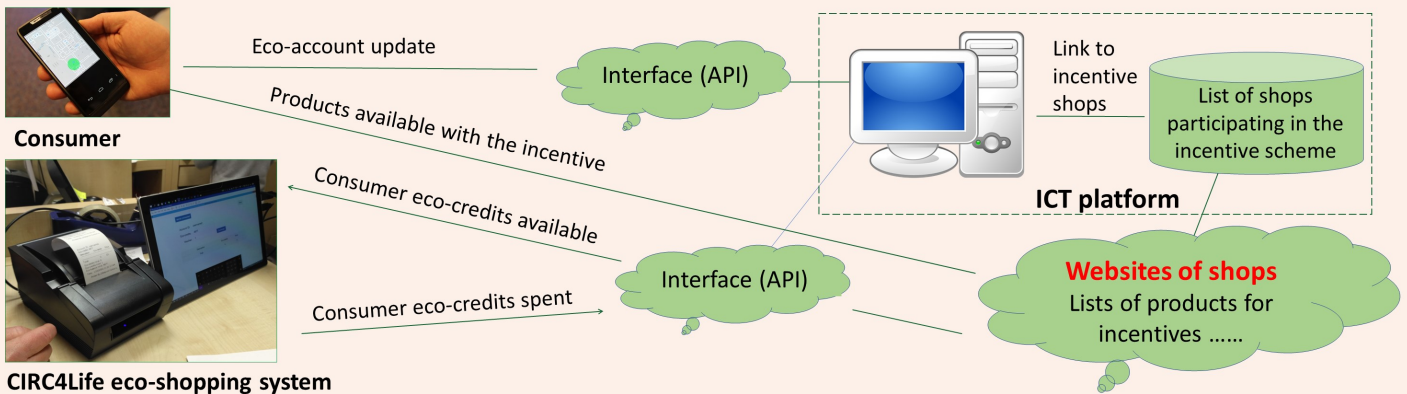 Eco-account update
Interface (API)
Link to
incentive
shops
List of shops
participating in the
incentive scheme
Consumer
Products available with the incentive
ICT platform
Consumer eco-credits available
Interface (API)
Websites of shops
Lists of products for
incentives ......
Consumer eco-credits spent
CIRC4Life eco-shopping system